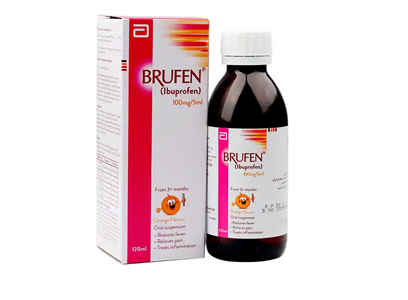 BRUFEN®
(Ibuprofen)
100mg/5ml
From 3+ months
Orange Flavour
Oral suspension
• Reduces fever
• Relieves pain
• Treats inflammation
120ml
BRUFEN®
(Ibuprofen)
100mg/5ml
From 3+ months
Orange Flavour
Oral suspension
• Reduces fever
• Relieves pain
• Treats inflammation
120ml